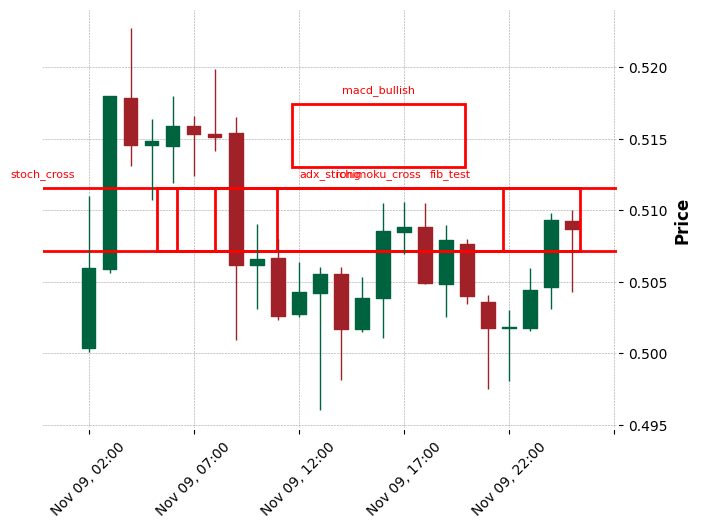 0.520
macd_bullish
0.515
stoch_cross
adx_strong
ichimoku_cross
fib_test
0.510
Price
0.505
0.500
0.495
Nov 09, 02:00
Nov 09, 07:00
Nov 09, 12:00
Nov 09, 17:00
Nov 09, 22:00